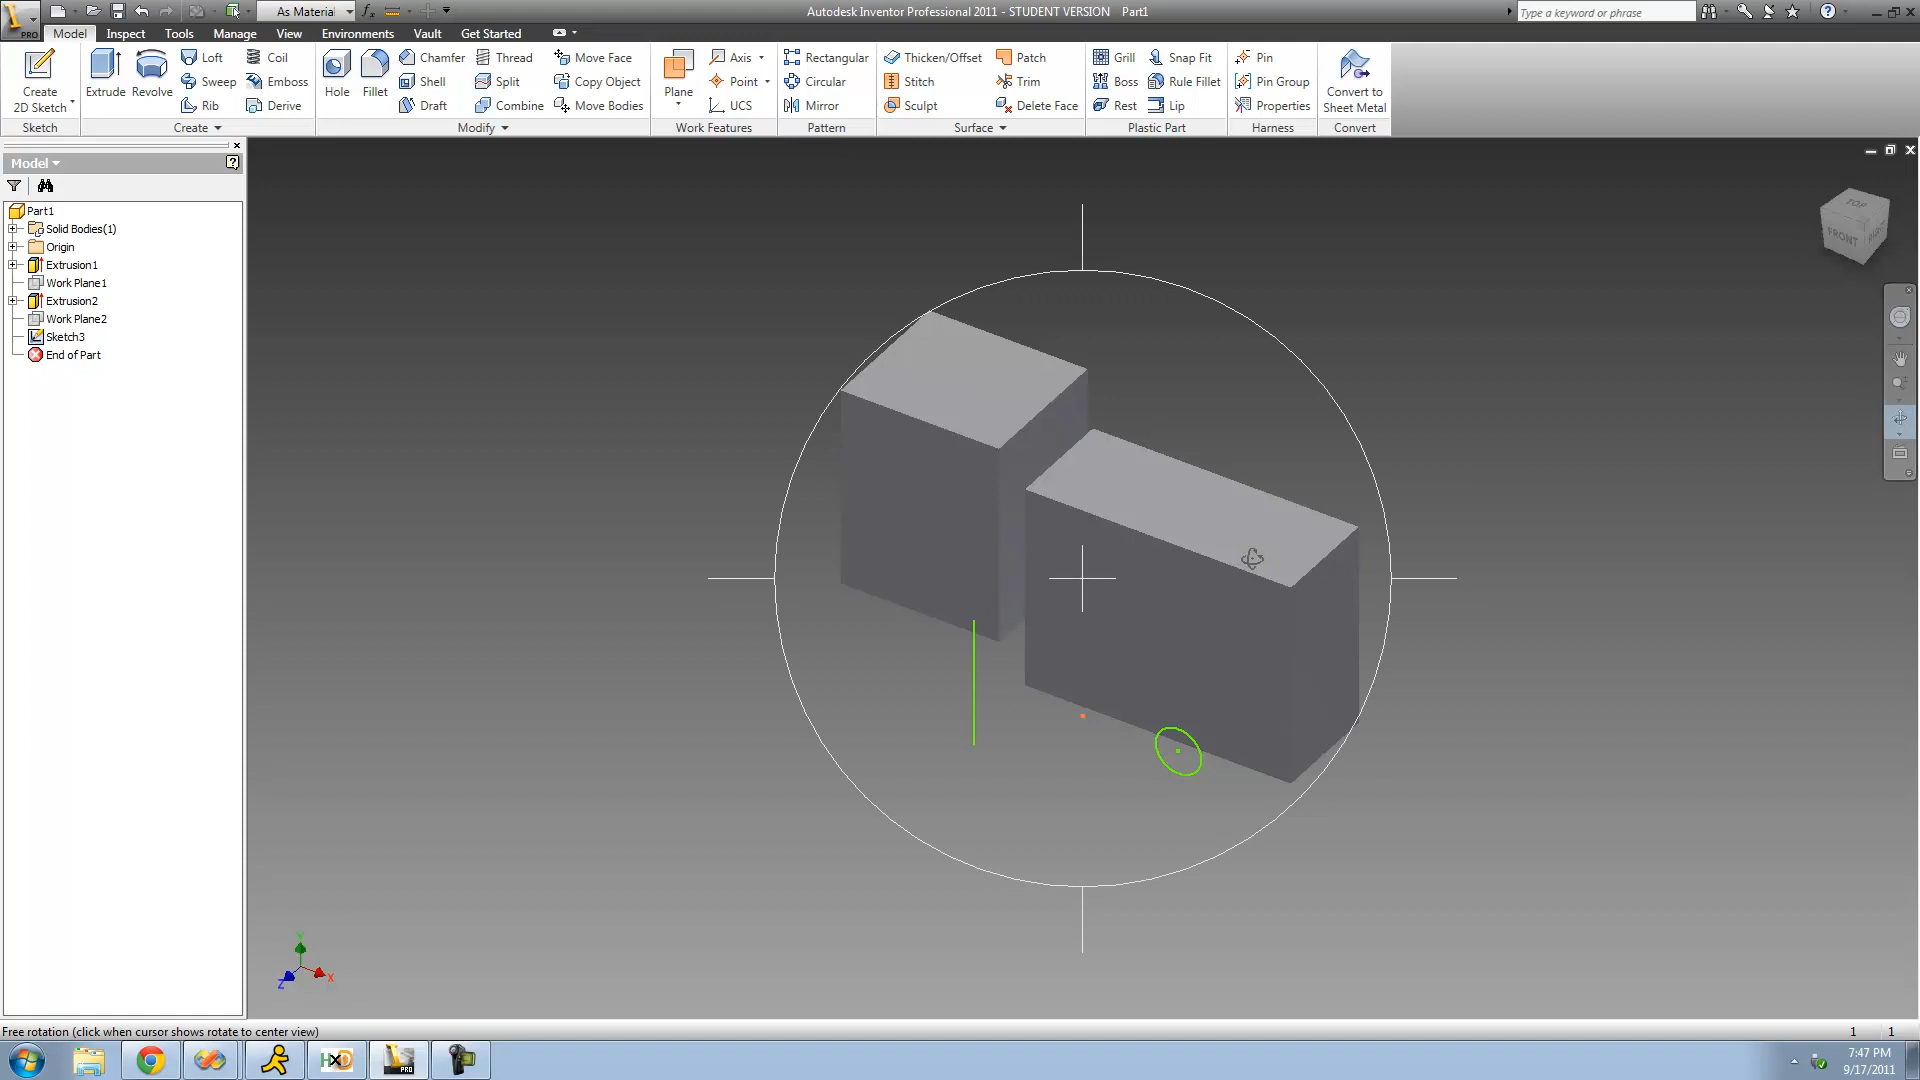 As Material
Autodesk Inventor Professional 2011 - STUDENT VERSION Part1
Type a keyword or phrase
PRO
Model Inspect Tools Manage View Environments Vault Get Started
Create
2D Sketch
Extrude
Revolve
Loft
Sweep
Rib
Coil
Emboss
Derive
Hole
Fillet
Chamfer
Shell
Draft
Thread
Split
Combine
Move Face
Copy Object
Move Bodies
Plane
Axis
Point
UCS
Rectangular
Circular
Mirror
Thicken/Offset
Stitch
Sculpt
Patch
Trim
Delete Face
Grill
Boss
Rest
Snap Fit
Rule Fillet
Lip
Pin
Pin Group
Properties
Convert to
Sheet Metal
Sketch
Create
Modify
Work Features
Pattern
Surface
Plastic Part
Harness
Convert
Model
Part1
Solid Bodies(1)
Origin
Extrusion1
Work Plane1
Extrusion2
Work Plane2
Sketch3
End of Part
TOP
FRONT
Y
X
Z
Free rotation (click when cursor shows rotate to center view)
1 1
HXD
PRO
7:47 PM
9/17/2011